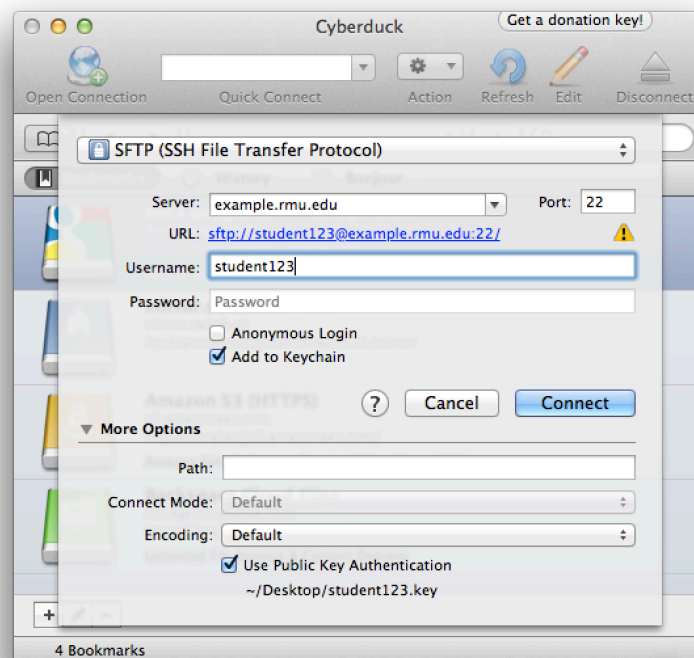 Cyberduck
Get a donation key!
Open Connection
Quick Connect
Action
Refresh
Edit
Disconnect
SFTP (SSH File Transfer Protocol)
History
Bonjour
Server: example.rmu.edu Port: 22
URL: sftp://student123@example.rmu.edu:22/
Username: student123
Password: Password
Anonymous Login
Add to Keychain
Amazon S3 (HTTPS)
? Cancel Connect
More Options
Path:
Connect Mode: Default
Encoding: Default
Use Public Key Authentication
~/Desktop/student123.key
4 Bookmarks